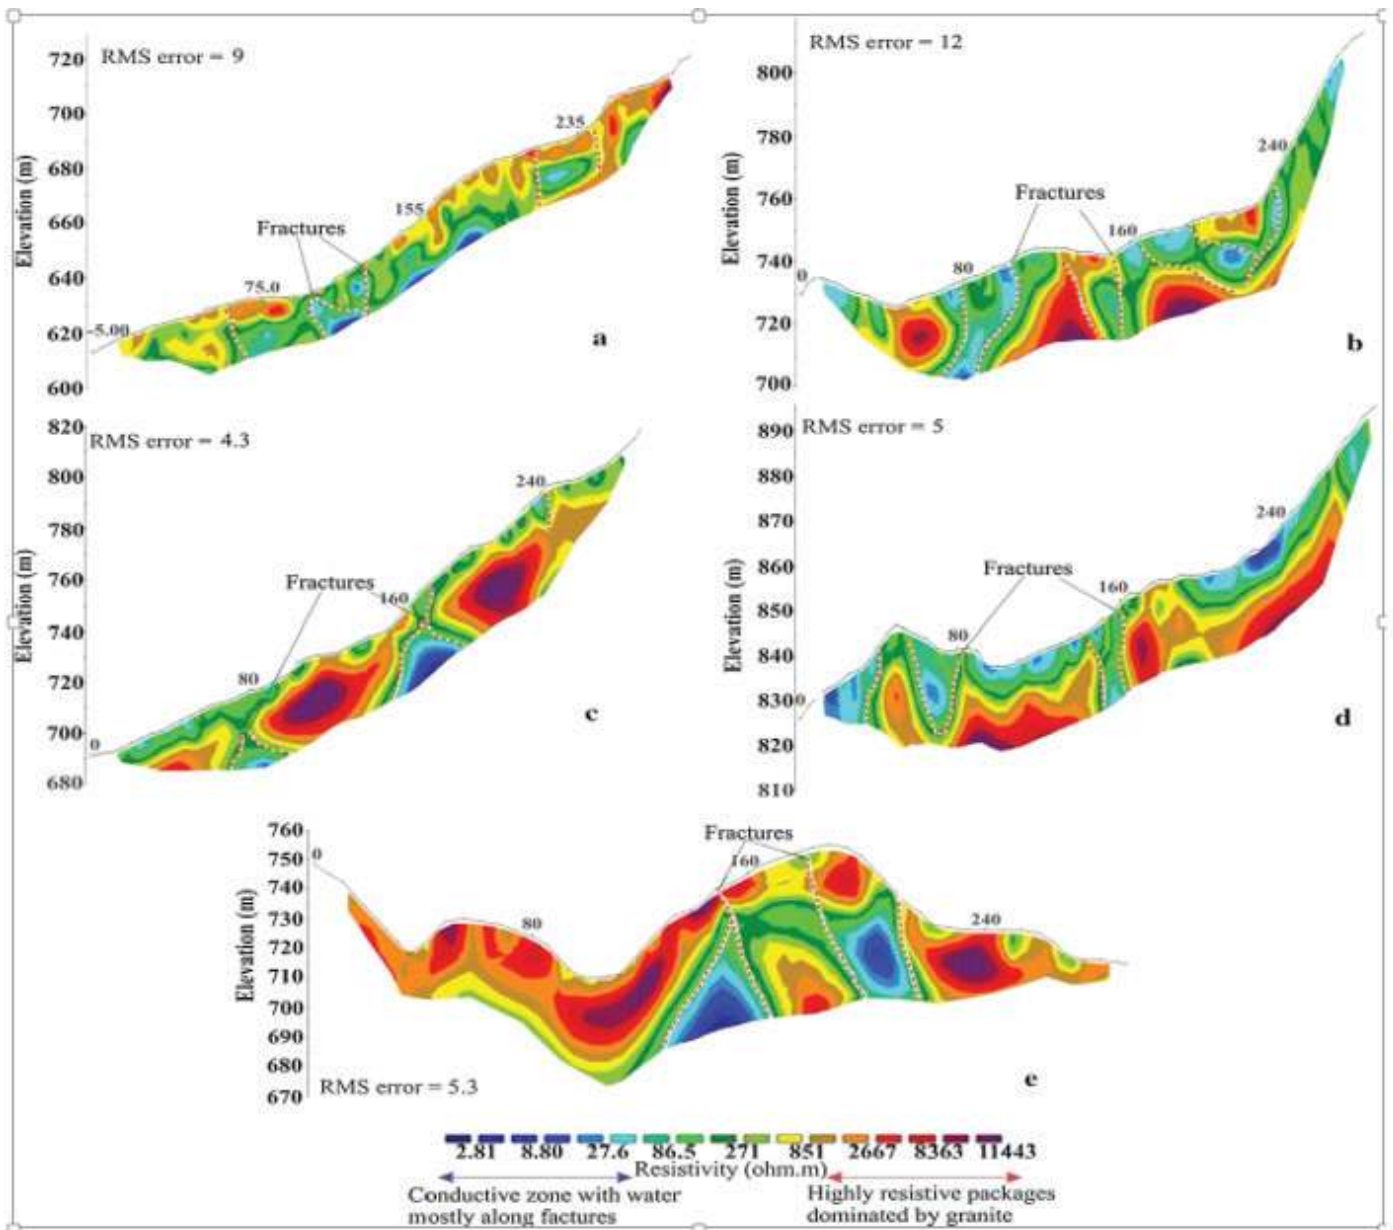 RMS error = 9
720
700
680
660
640
620
600
Elevation (m)
-5.00
75.0
155
235
Fractures
a
RMS error = 12
800
780
760
740
720
700
Elevation (m)
0
80
160
240
Fractures
b
RMS error = 4.3
820
800
780
760
740
720
700
680
Elevation (m)
0
80
160
240
Fractures
c
RMS error = 5
890
880
870
860
850
840
830
820
810
Elevation (m)
0
80
160
240
Fractures
d
760
750
740
730
720
710
700
690
680
670
Elevation (m)
0
80
160
240
Fractures
RMS error = 5.3
e
2.81 8.80 27.6 86.5 271 851 2667 8363 11443
Resistivity (ohm.m)
Conductive zone with water
mostly along factures
Highly resistive packages
dominated by granite